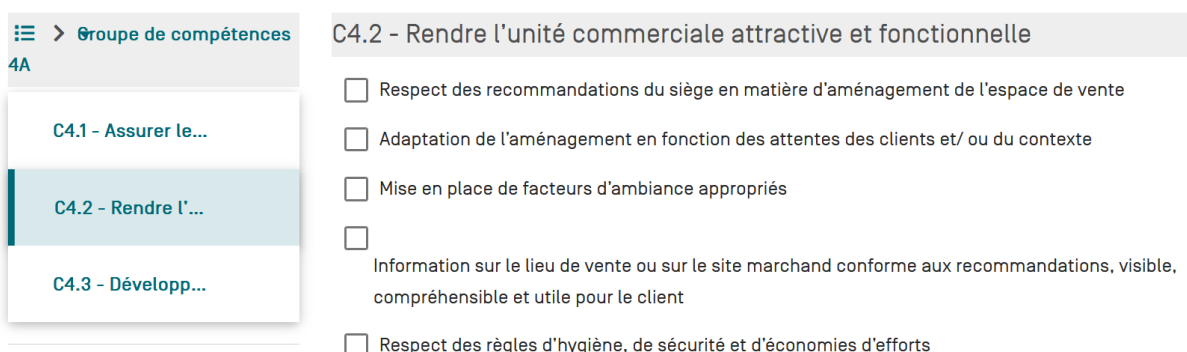 Groupe de compétences
4A
C4.1 - Assurer le...
C4.2 - Rendre l'...
C4.3 - Développ...
C4.2 - Rendre l'unité commerciale attractive et fonctionnelle
Respect des recommandations du siège en matière d'aménagement de l'espace de vente
Adaptation de l'aménagement en fonction des attentes des clients et/ ou du contexte
Mise en place de facteurs d'ambiance appropriés
Information sur le lieu de vente ou sur le site marchand conforme aux recommandations, visible,
compréhensible et utile pour le client
Respect des règles d'hygiène, de sécurité et d'économies d'efforts